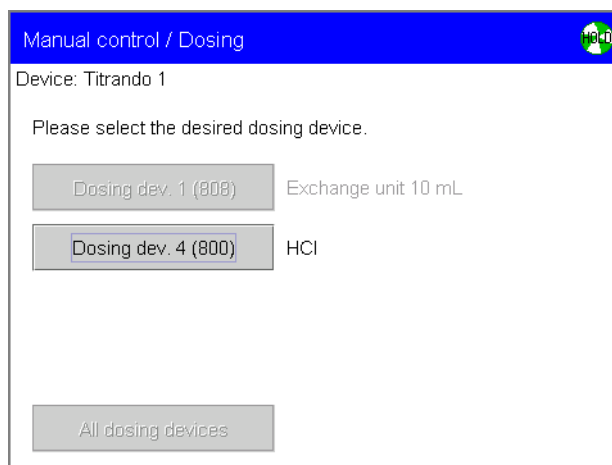 Manual control / Dosing
HOLD
Device: Titrando 1
Please select the desired dosing device.
Dosing dev. 1 (808) Exchange unit 10 mL
Dosing dev. 4 (800) HCl
All dosing devices